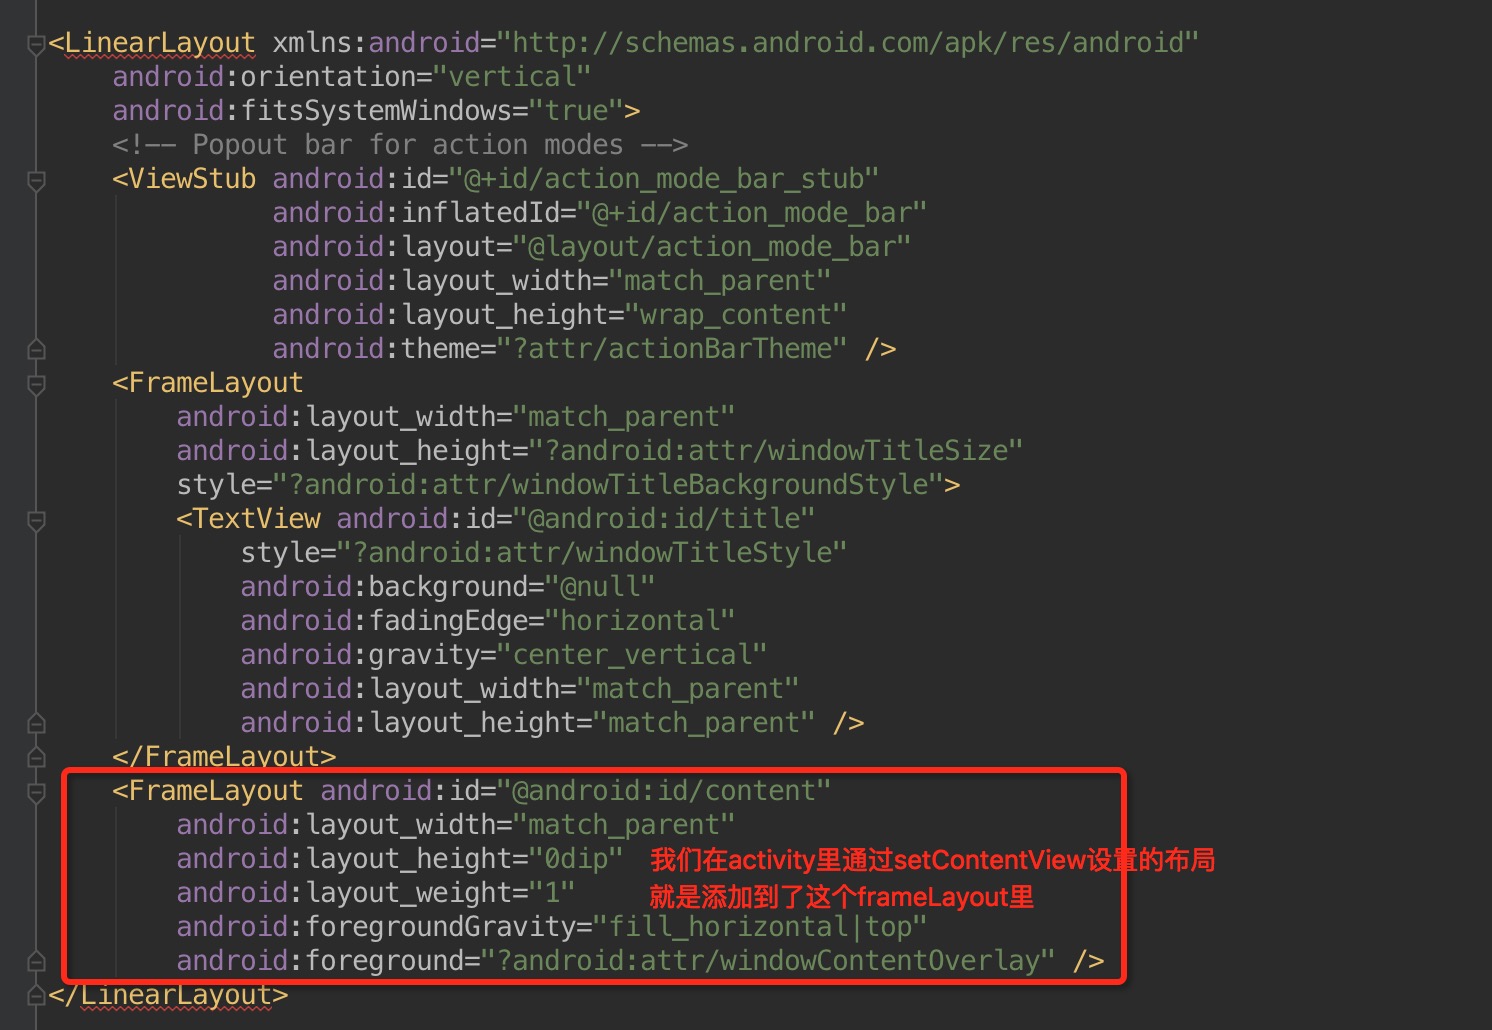 <LinearLayout xmlns:android="http://schemas.android.com/apk/res/android"
    android:orientation="vertical"
    android:fitsSystemWindows="true">
    <!-- Popout bar for action modes -->
    <ViewStub android:id="@+id/action_mode_bar_stub"
              android:inflatedId="@+id/action_mode_bar"
              android:layout="@layout/action_mode_bar"
              android:layout_width="match_parent"
              android:layout_height="wrap_content"
              android:theme="?attr/actionBarTheme" />
    <FrameLayout
        android:layout_width="match_parent"
        android:layout_height="?android:attr/windowTitleSize"
        style="?android:attr/windowTitleBackgroundStyle">
        <TextView android:id="@android:id/title"
            style="?android:attr/windowTitleStyle"
            android:background="@null"
            android:fadingEdge="horizontal"
            android:gravity="center_vertical"
            android:layout_width="match_parent"
            android:layout_height="match_parent" />
    </FrameLayout>
    <FrameLayout android:id="@android:id/content"
        android:layout_width="match_parent"
        android:layout_height="0dip" 我们在activity里通过setContentView设置的布局
        android:layout_weight="1" 就是添加到了这个frameLayout里
        android:foregroundGravity="fill_horizontal|top"
        android:foreground="?android:attr/windowContentOverlay" />
</LinearLayout>